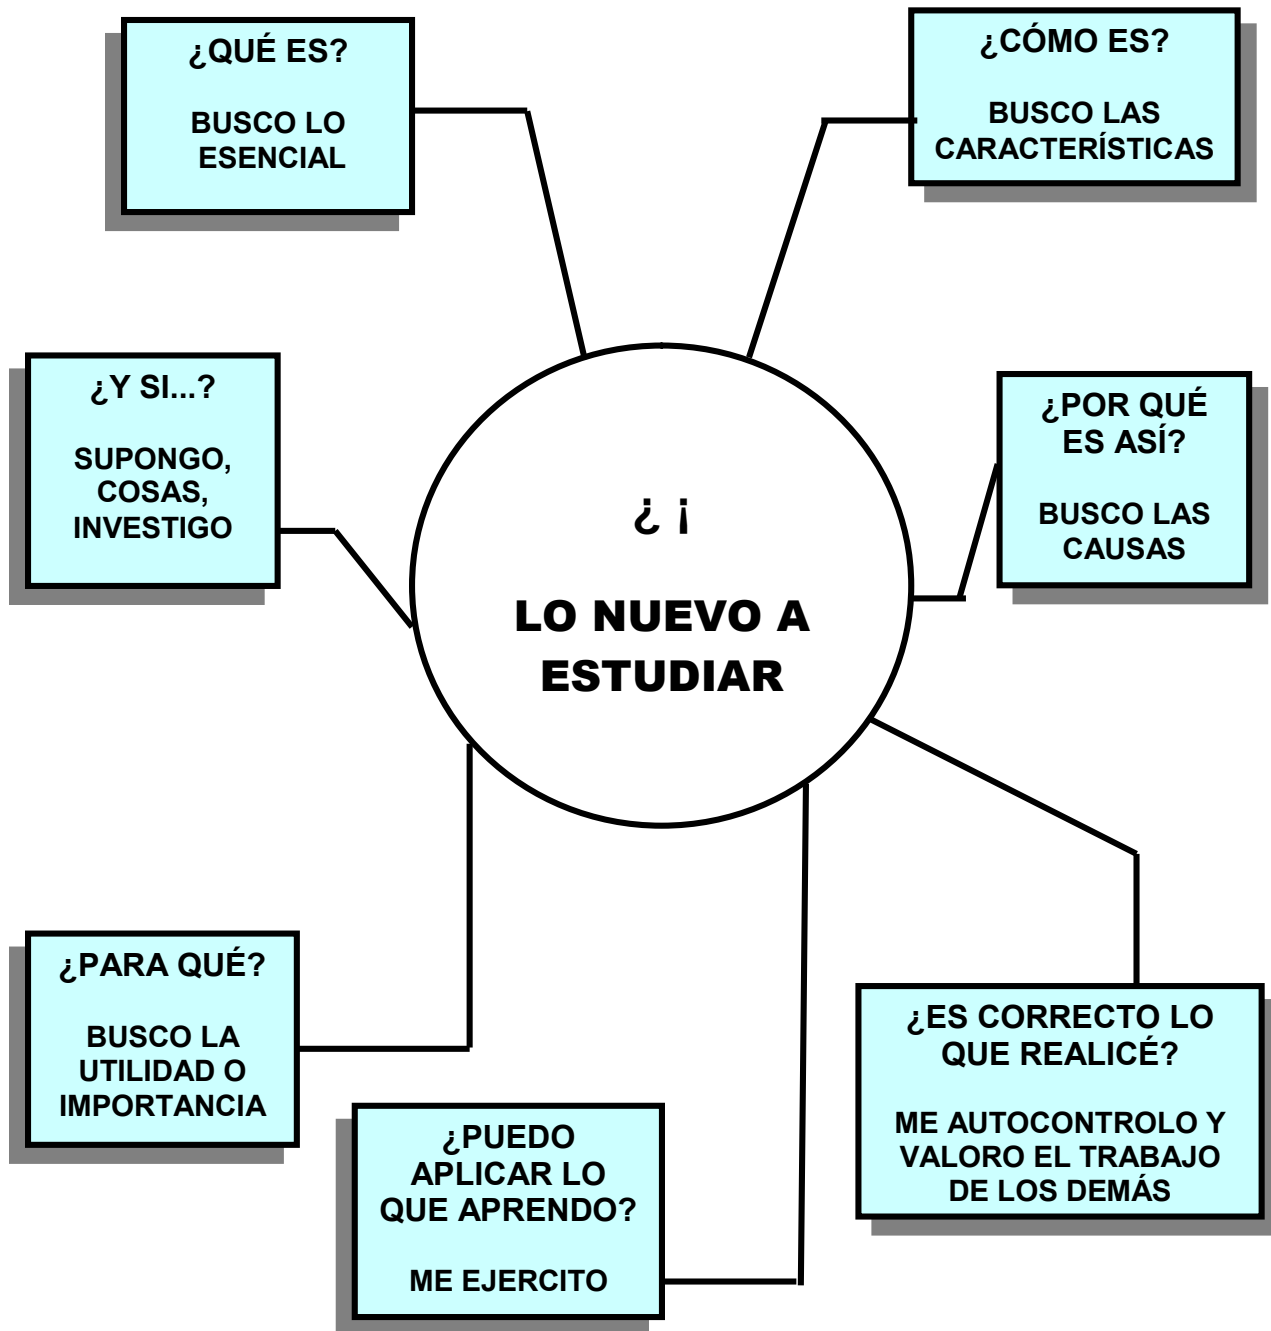 ¿QUÉ ES?
BUSCO LO
ESENCIAL
¿CÓMO ES?
BUSCO LAS
CARACTERÍSTICAS
¿Y SI...?
SUPONGO,
COSAS,
INVESTIGO
¿POR QUÉ
ES ASÍ?
BUSCO LAS
CAUSAS
¿ ¡
LO NUEVO A
ESTUDIAR
¿PARA QUÉ?
BUSCO LA
UTILIDAD O
IMPORTANCIA
¿PUEDO
APLICAR LO
QUE APRENDO?
ME EJERCITO
¿ES CORRECTO LO
QUE REALICÉ?
ME AUTOCONTROLO Y
VALORO EL TRABAJO
DE LOS DEMÁS